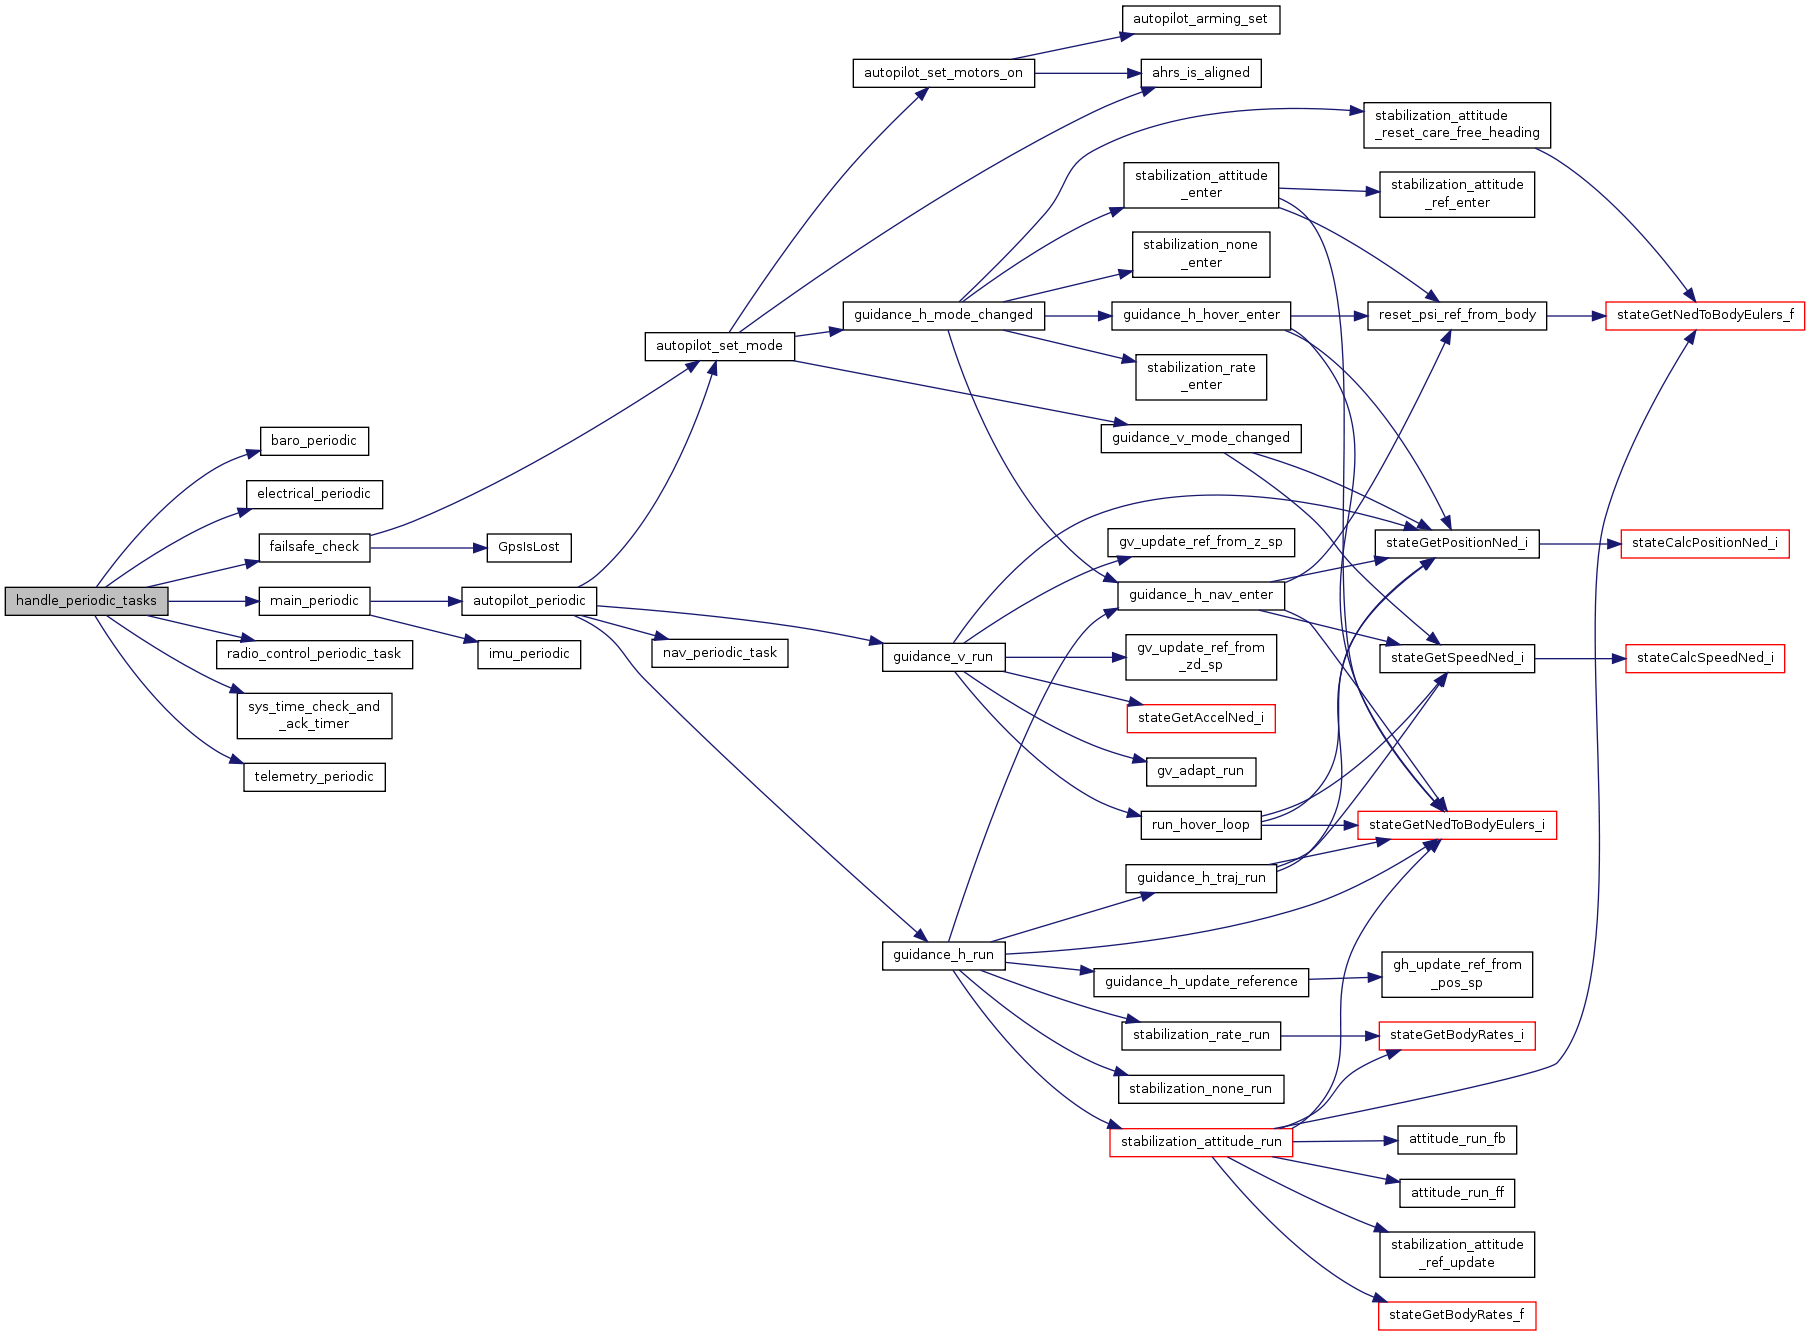 handle_periodic_tasks
baro_periodic
electrical_periodic
failsafe_check
main_periodic
radio_control_periodic_task
sys_time_check_and
_ack_timer
telemetry_periodic
GpsIsLost
autopilot_periodic
imu_periodic
autopilot_set_mode
nav_periodic_task
autopilot_set_motors_on
guidance_h_mode_changed
guidance_v_run
guidance_h_run
autopilot_arming_set
ahrs_is_aligned
stabilization_attitude
_enter
stabilization_none
_enter
guidance_h_hover_enter
stabilization_rate
_enter
guidance_v_mode_changed
gv_update_ref_from_z_sp
guidance_h_nav_enter
gv_update_ref_from
_zd_sp
stateGetAccelNed_i
gv_adapt_run
run_hover_loop
guidance_h_traj_run
guidance_h_update_reference
stabilization_rate_run
stabilization_none_run
stabilization_attitude_run
stabilization_attitude
_reset_care_free_heading
stabilization_attitude
_ref_enter
reset_psi_ref_from_body
stateGetPositionNed_i
stateGetSpeedNed_i
stateGetNedToBodyEulers_i
gh_update_ref_from
_pos_sp
stateGetBodyRates_i
attitude_run_fb
attitude_run_ff
stabilization_attitude
_ref_update
stateGetBodyRates_f
stateGetNedToBodyEulers_f
stateCalcPositionNed_i
stateCalcSpeedNed_i